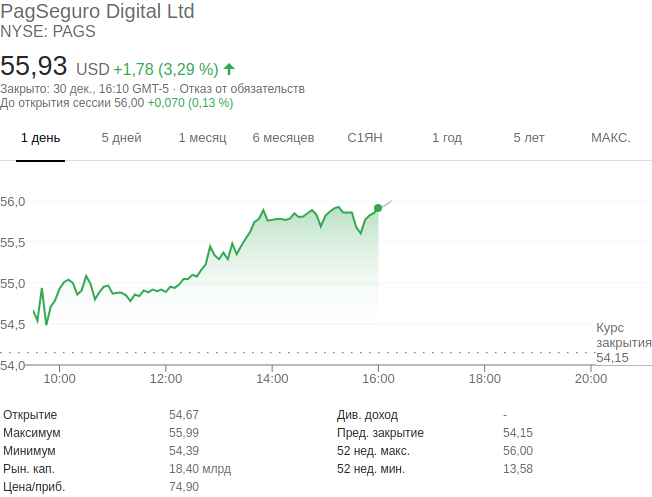 PagSeguro Digital Ltd
NYSE: PAGS
55,93 USD +1,78 (3,29 %)
Закрыто: 30 дек., 16:10 GMT-5 · Отказ от обязательств
До открытия сессии 56,00 +0,070 (0,13 %)
1 день 5 дней 1 месяц 6 месяцев С1ЯН 1 год 5 лет МАКС.
56,0
55,5
55,0
54,5
54,0
Курс
закрытия
54,15
10:00 12:00 14:00 16:00 18:00 20:00
Открытие 54,67 Див. доход -
Максимум 55,99 Пред. закрытие 54,15
Минимум 54,39 52 нед. макс. 56,00
Рын. кап. 18,40 млрд 52 нед. мин. 13,58
Цена/приб. 74,90